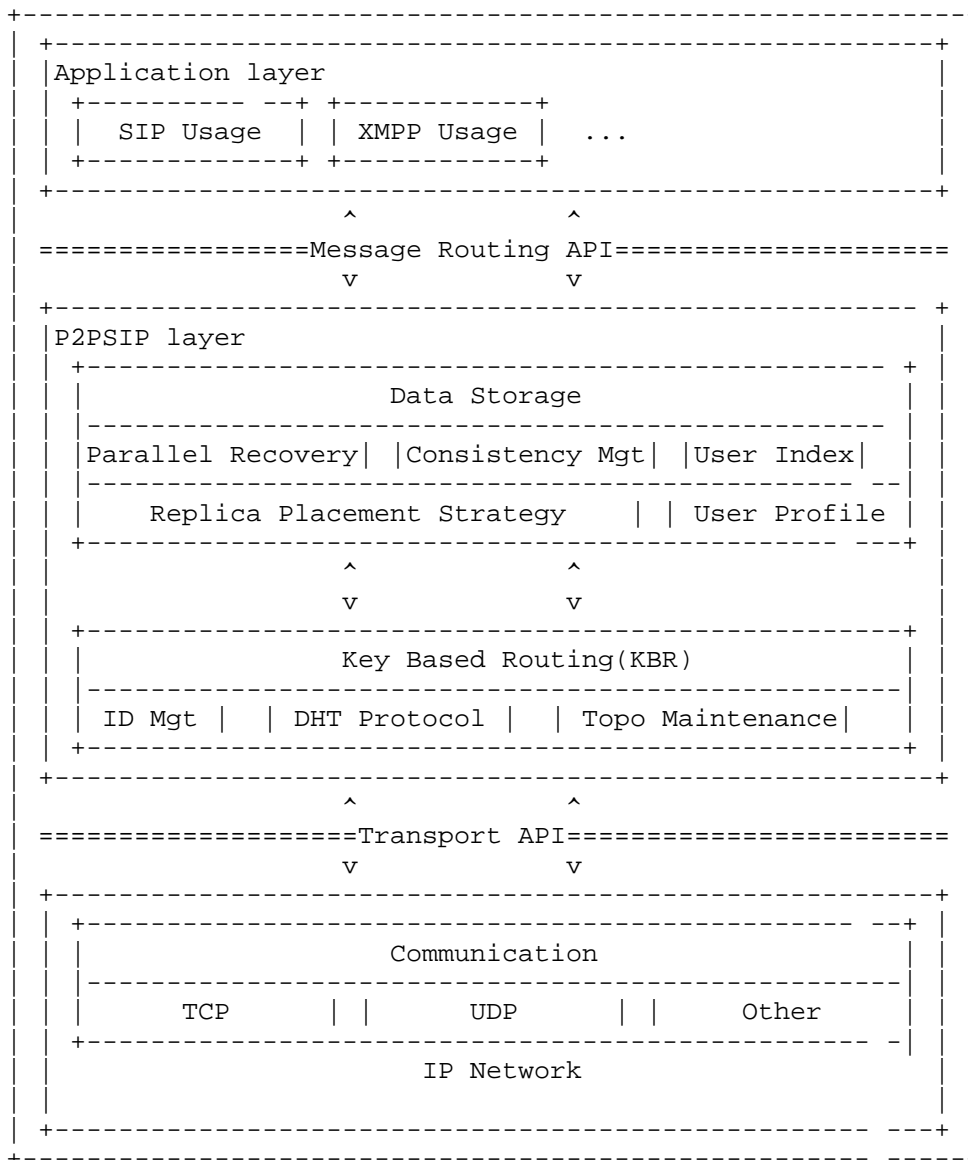 Application layer
SIP Usage | | XMPP Usage | ...
^ ^
=================Message Routing API=====================
v v
P2PSIP layer
Data Storage
Parallel Recovery| |Consistency Mgt| |User Index|
Replica Placement Strategy | | User Profile
^ ^
v v
Key Based Routing(KBR)
ID Mgt | | DHT Protocol | | Topo Maintenance|
^ ^
====================Transport API========================
v v
Communication
TCP | | UDP | | Other
IP Network